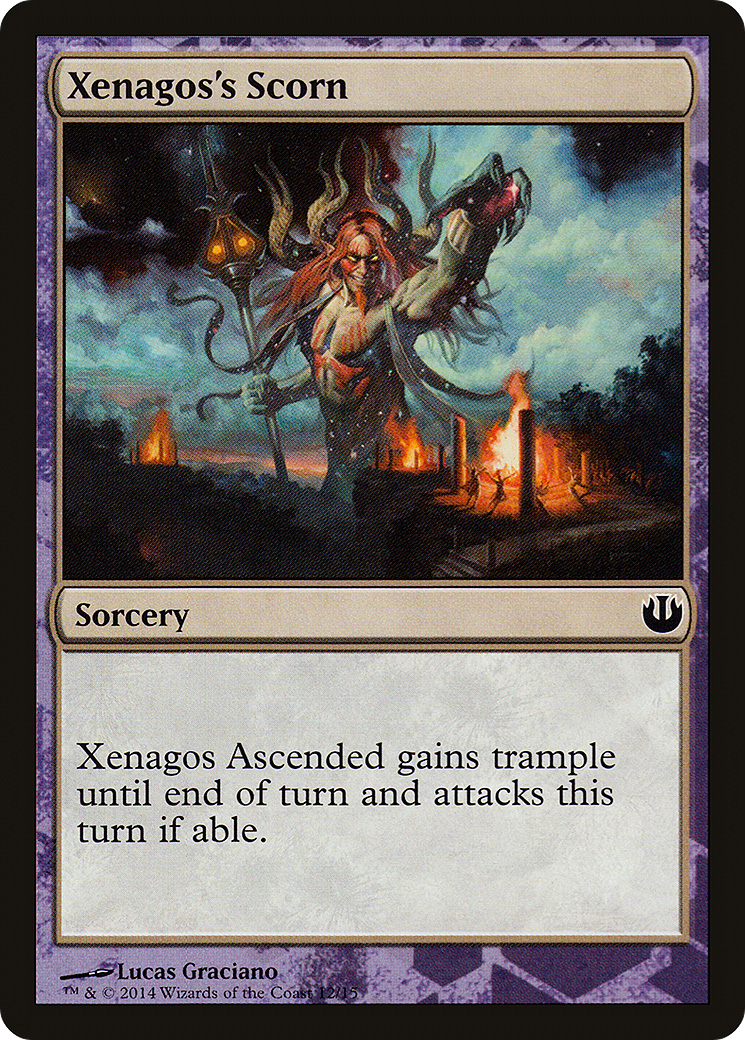 Xenagos's Scorn
Sorcery
Xenagos Ascended gains trample
until end of turn and attacks this
turn if able.
Lucas Graciano
™ & © 2014 Wizards of the Coast 12/15